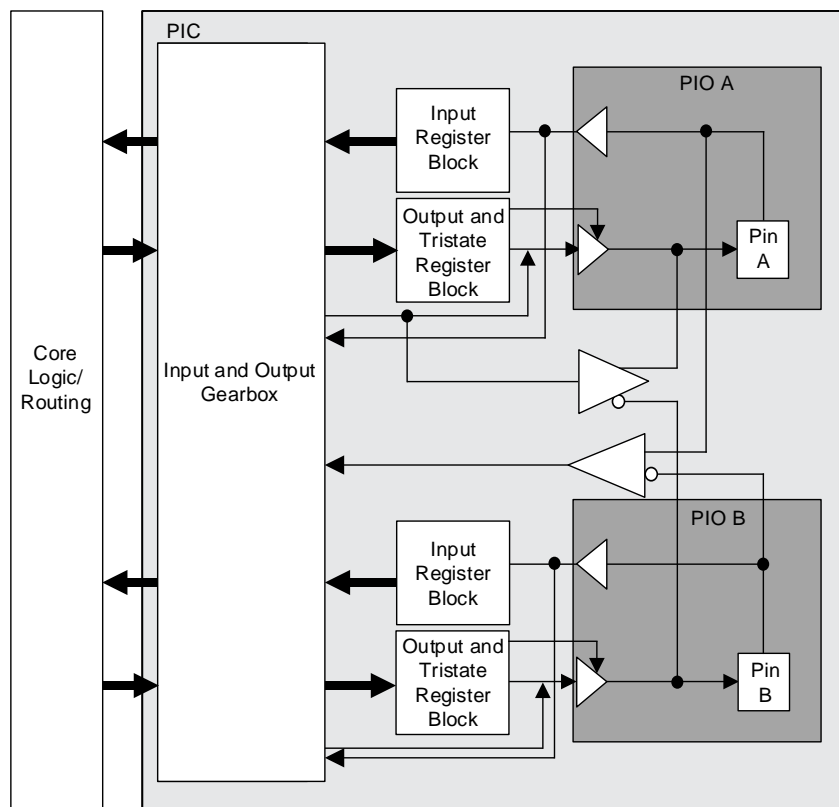 PIC
PIO A
Input
Register
Block
Output and
Tristate
Register
Block
Pin
A
Core
Logic/
Routing
Input and Output
Gearbox
PIO B
Input
Register
Block
Output and
Tristate
Register
Block
Pin
B